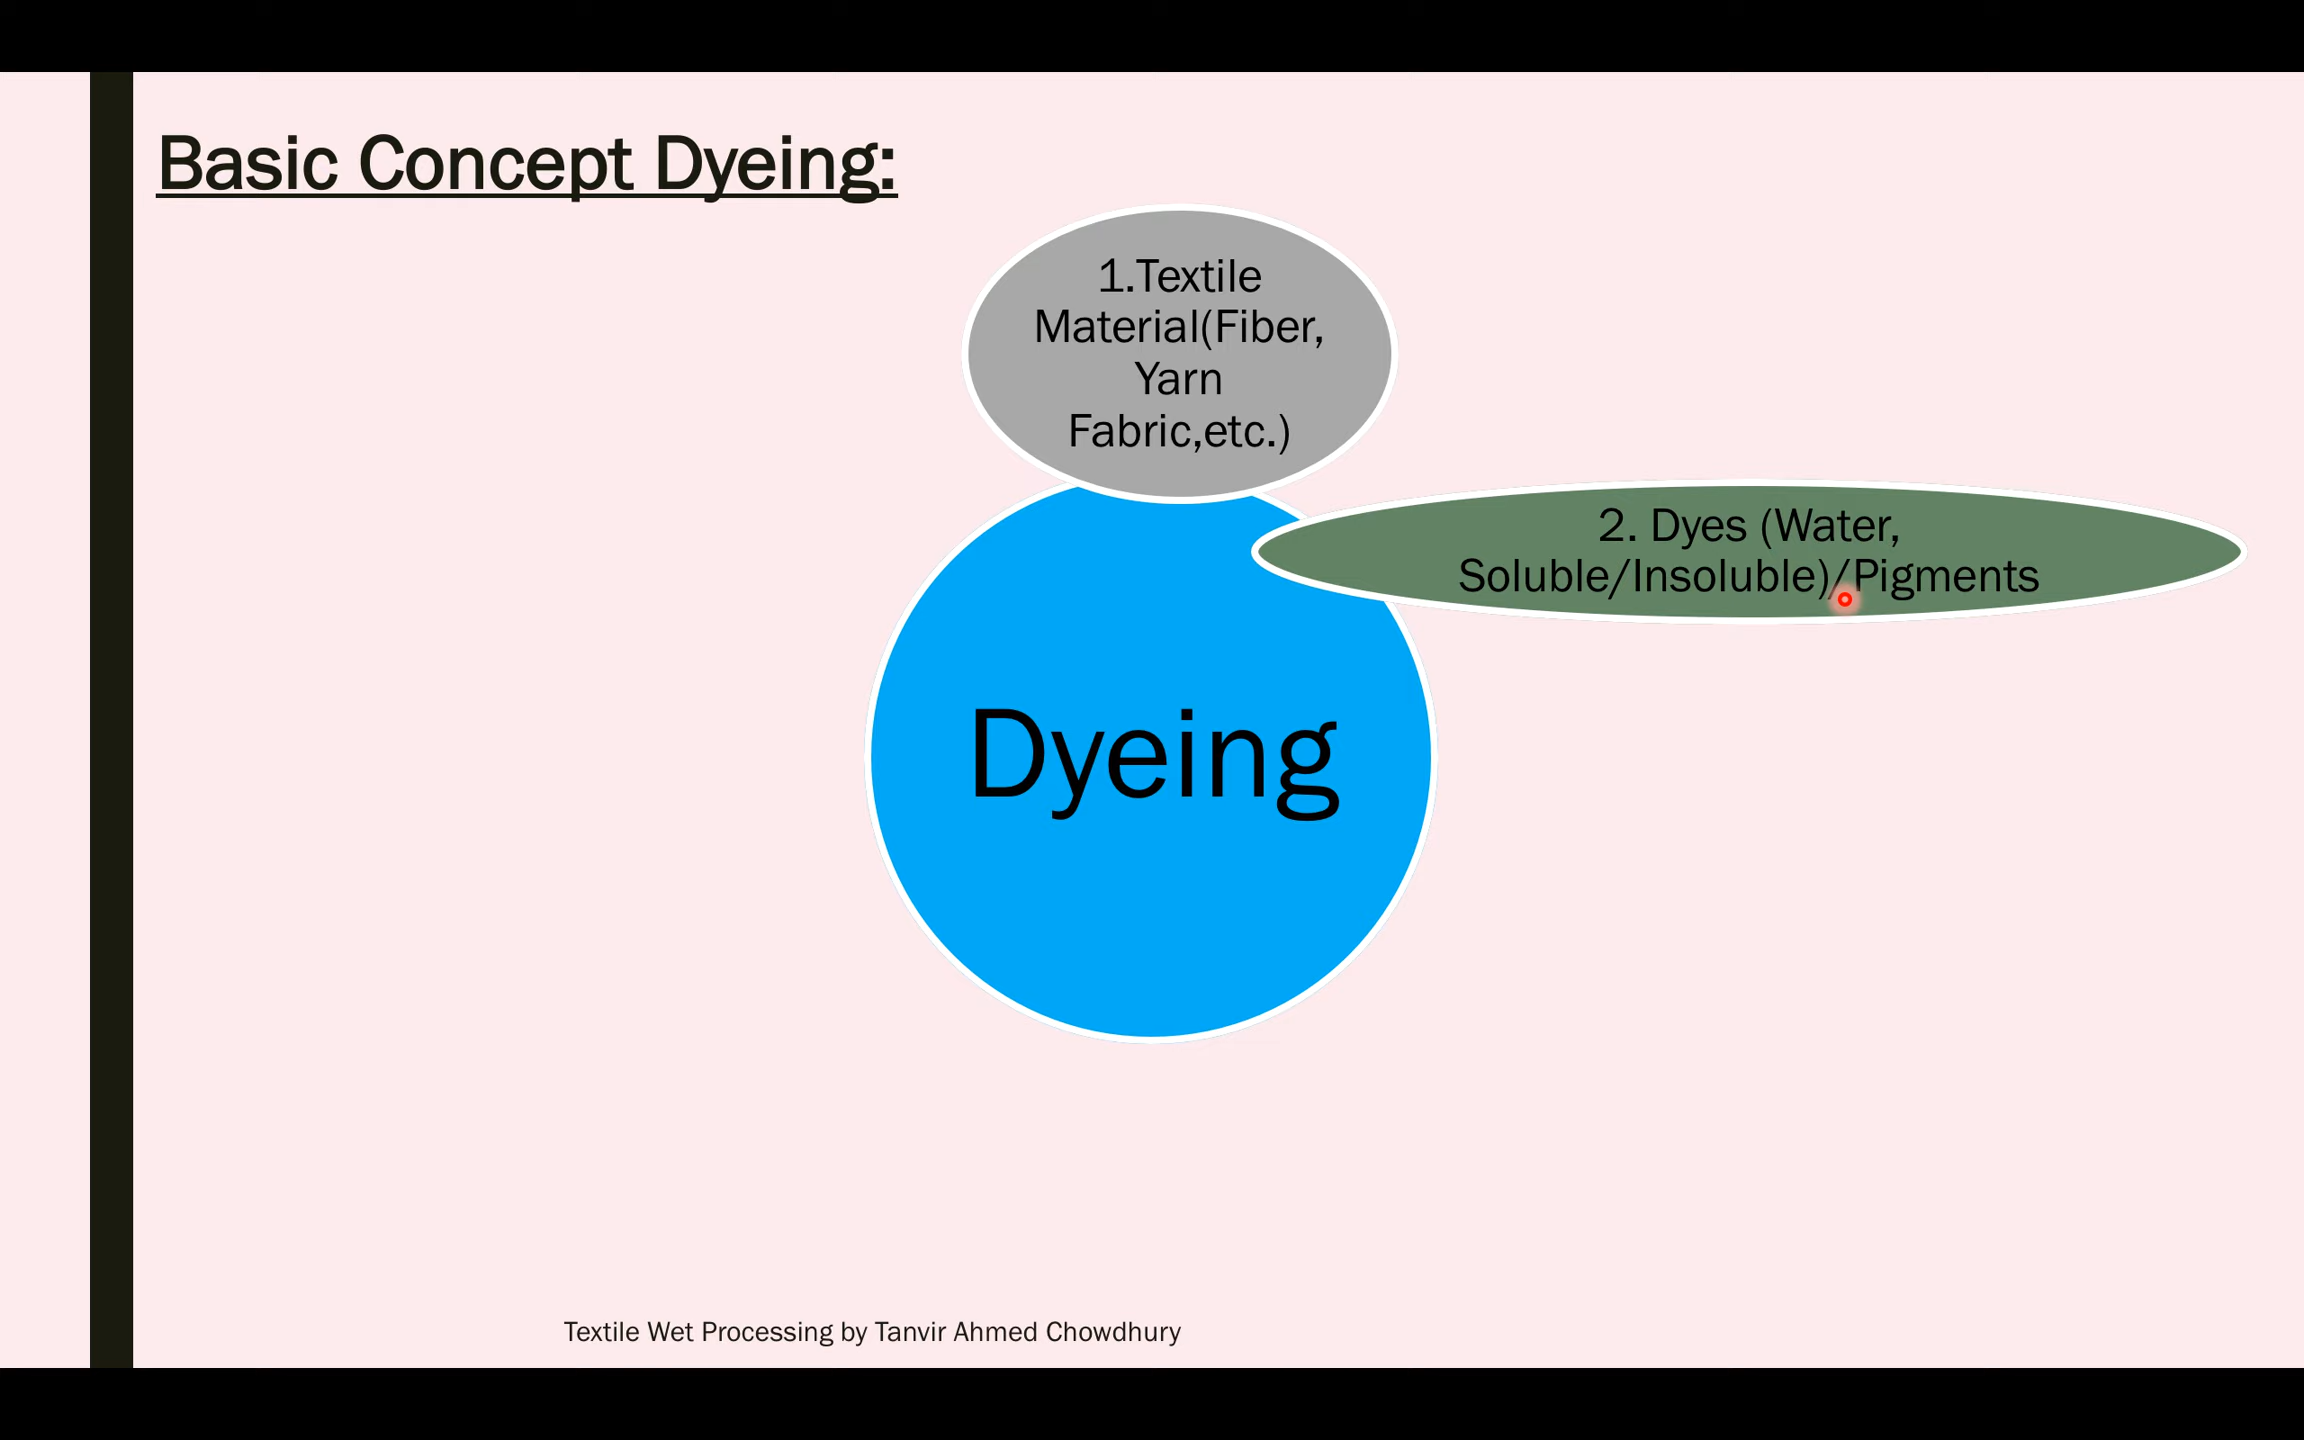 Basic Concept Dyeing:
1.Textile
Material(Fiber,
Yarn
Fabric,etc.)
2. Dyes (Water,
Soluble/Insoluble)/Pigments
Dyeing
Textile Wet Processing by Tanvir Ahmed Chowdhury